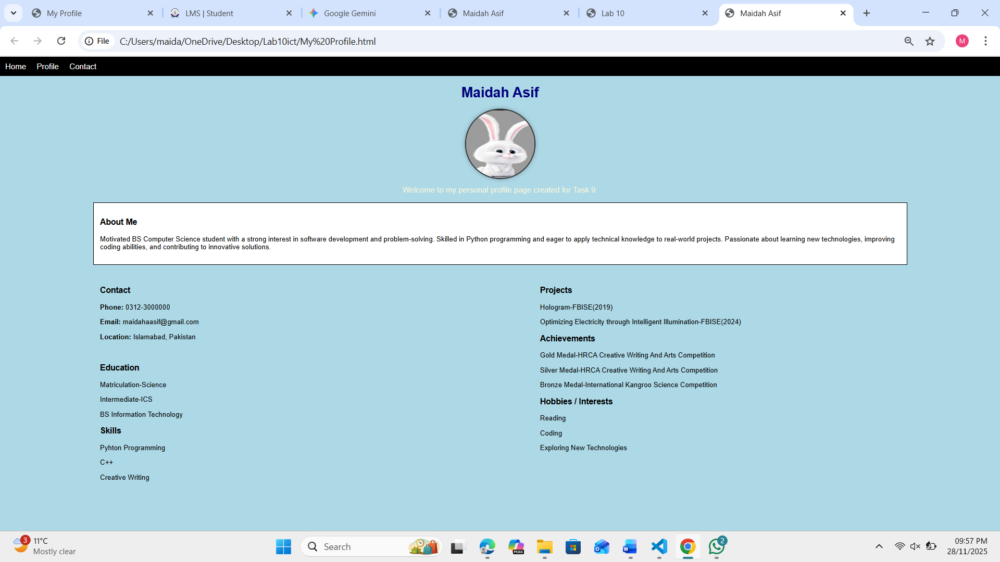 My Profile
LMS | Student
Google Gemini
Maidah Asif
Lab 10
Maidah Asif
File C:/Users/maida/OneDrive/Desktop/Lab10ict/My%20Profile.html
M
Home Profile Contact
Maidah Asif
Welcome to my personal profile page created for Task 9.
About Me
Motivated BS Computer Science student with a strong interest in software development and problem-solving. Skilled in Python programming and eager to apply technical knowledge to real-world projects. Passionate about learning new technologies, improving
coding abilities, and contributing to innovative solutions.
Contact
Phone: 0312-3000000
Email: maidahaasif@gmail.com
Location: Islamabad, Pakistan
Education
Matriculation-Science
Intermediate-ICS
BS Information Technology
Skills
Pyhton Programming
C++
Creative Writing
Projects
Hologram-FBISE(2019)
Optimizing Electricity through Intelligent Illumination-FBISE(2024)
Achievements
Gold Medal-HRCA Creative Writing And Arts Competition
Silver Medal-HRCA Creative Writing And Arts Competition
Bronze Medal-International Kangroo Science Competition
Hobbies / Interests
Reading
Coding
Exploring New Technologies
3
11°C
Mostly clear
Search
M365
O
W
2
09:57 PM
28/11/2025